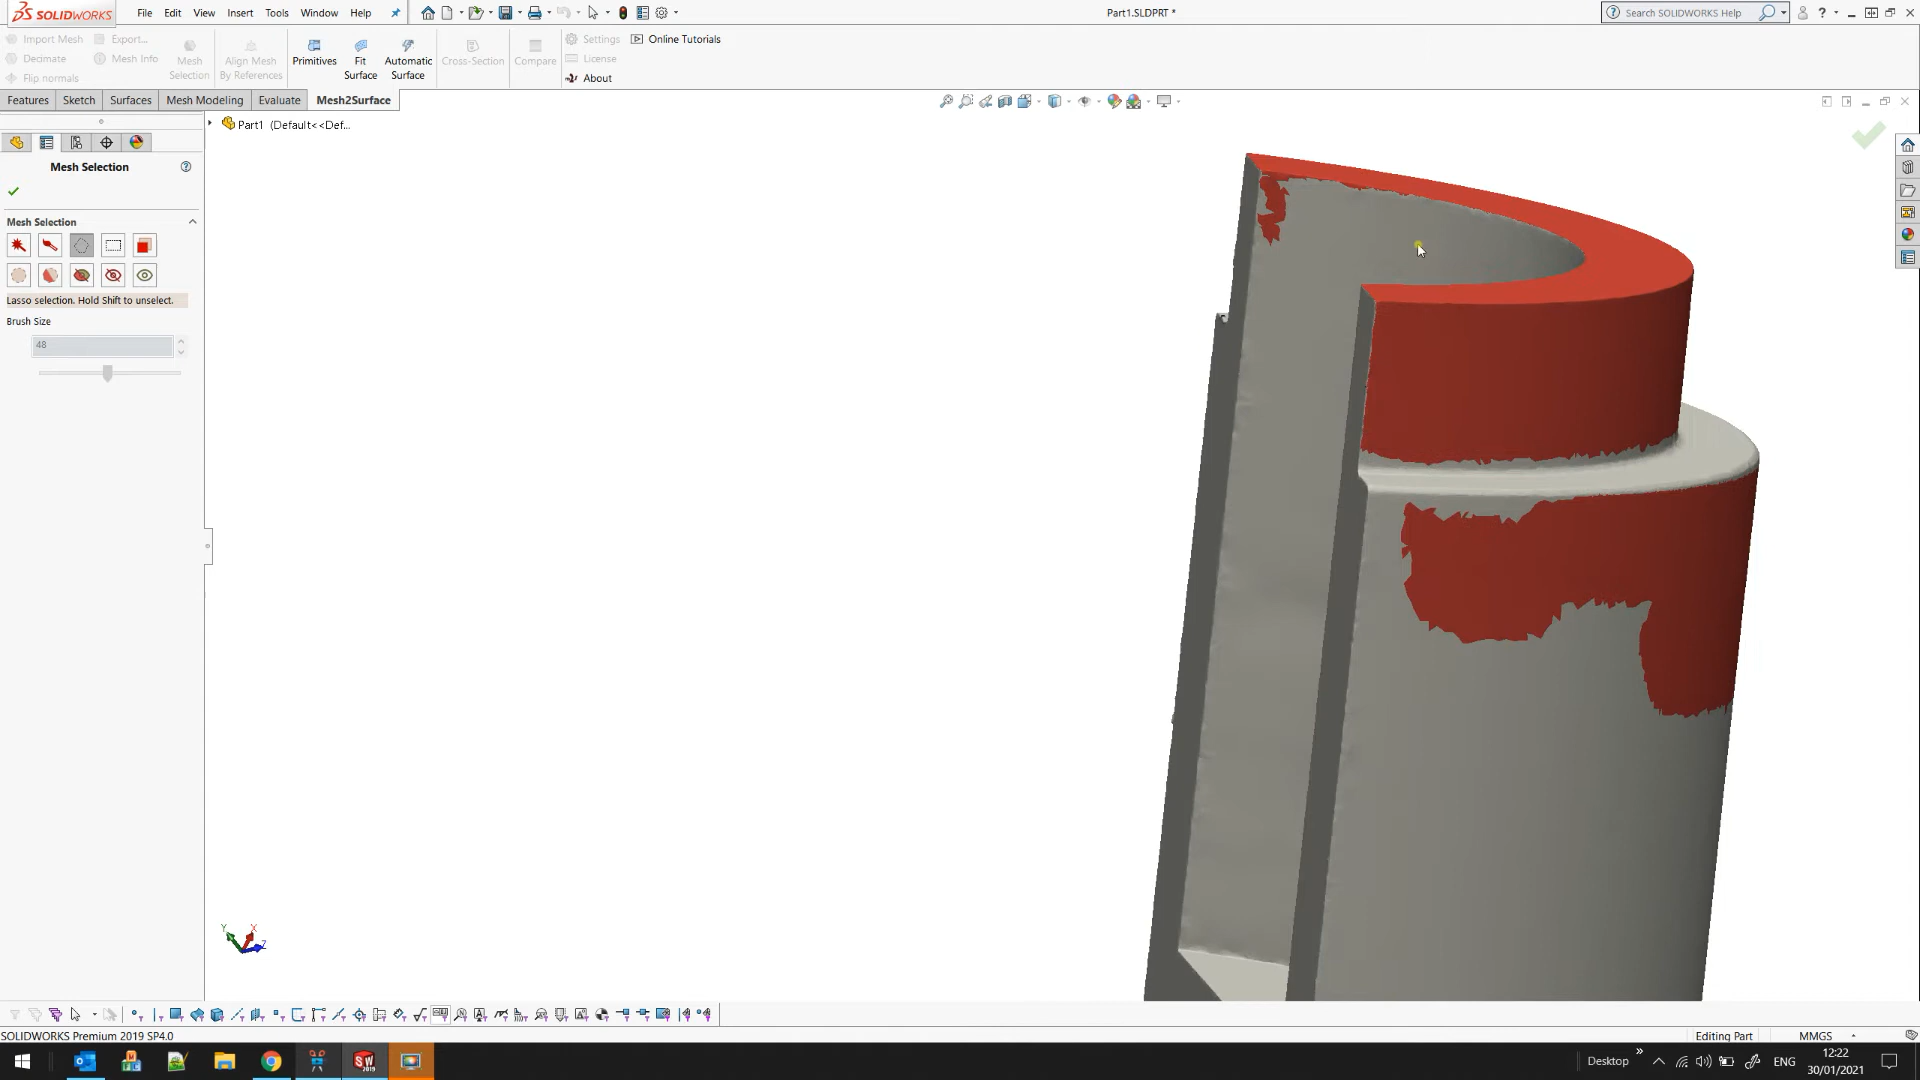 SOLIDWORKS
File Edit View Insert Tools Window Help
Part1.SLDPRT *
Search SOLIDWORKS Help
Import Mesh
Export...
Decimate
Mesh Info
Flip normals
Mesh Selection
Align Mesh By References
Primitives
Fit Surface
Automatic Surface
Cross-Section
Compare
Settings
Online Tutorials
License
About
Features Sketch Surfaces Mesh Modeling Evaluate Mesh2Surface
Part1 (Default<<Def...
Mesh Selection
Mesh Selection
Lasso selection. Hold Shift to unselect.
Brush Size
48
Y X Z
SOLIDWORKS Premium 2019 SP4.0
Editing Part
MMGS
Desktop
ENG
12:22
30/01/2021